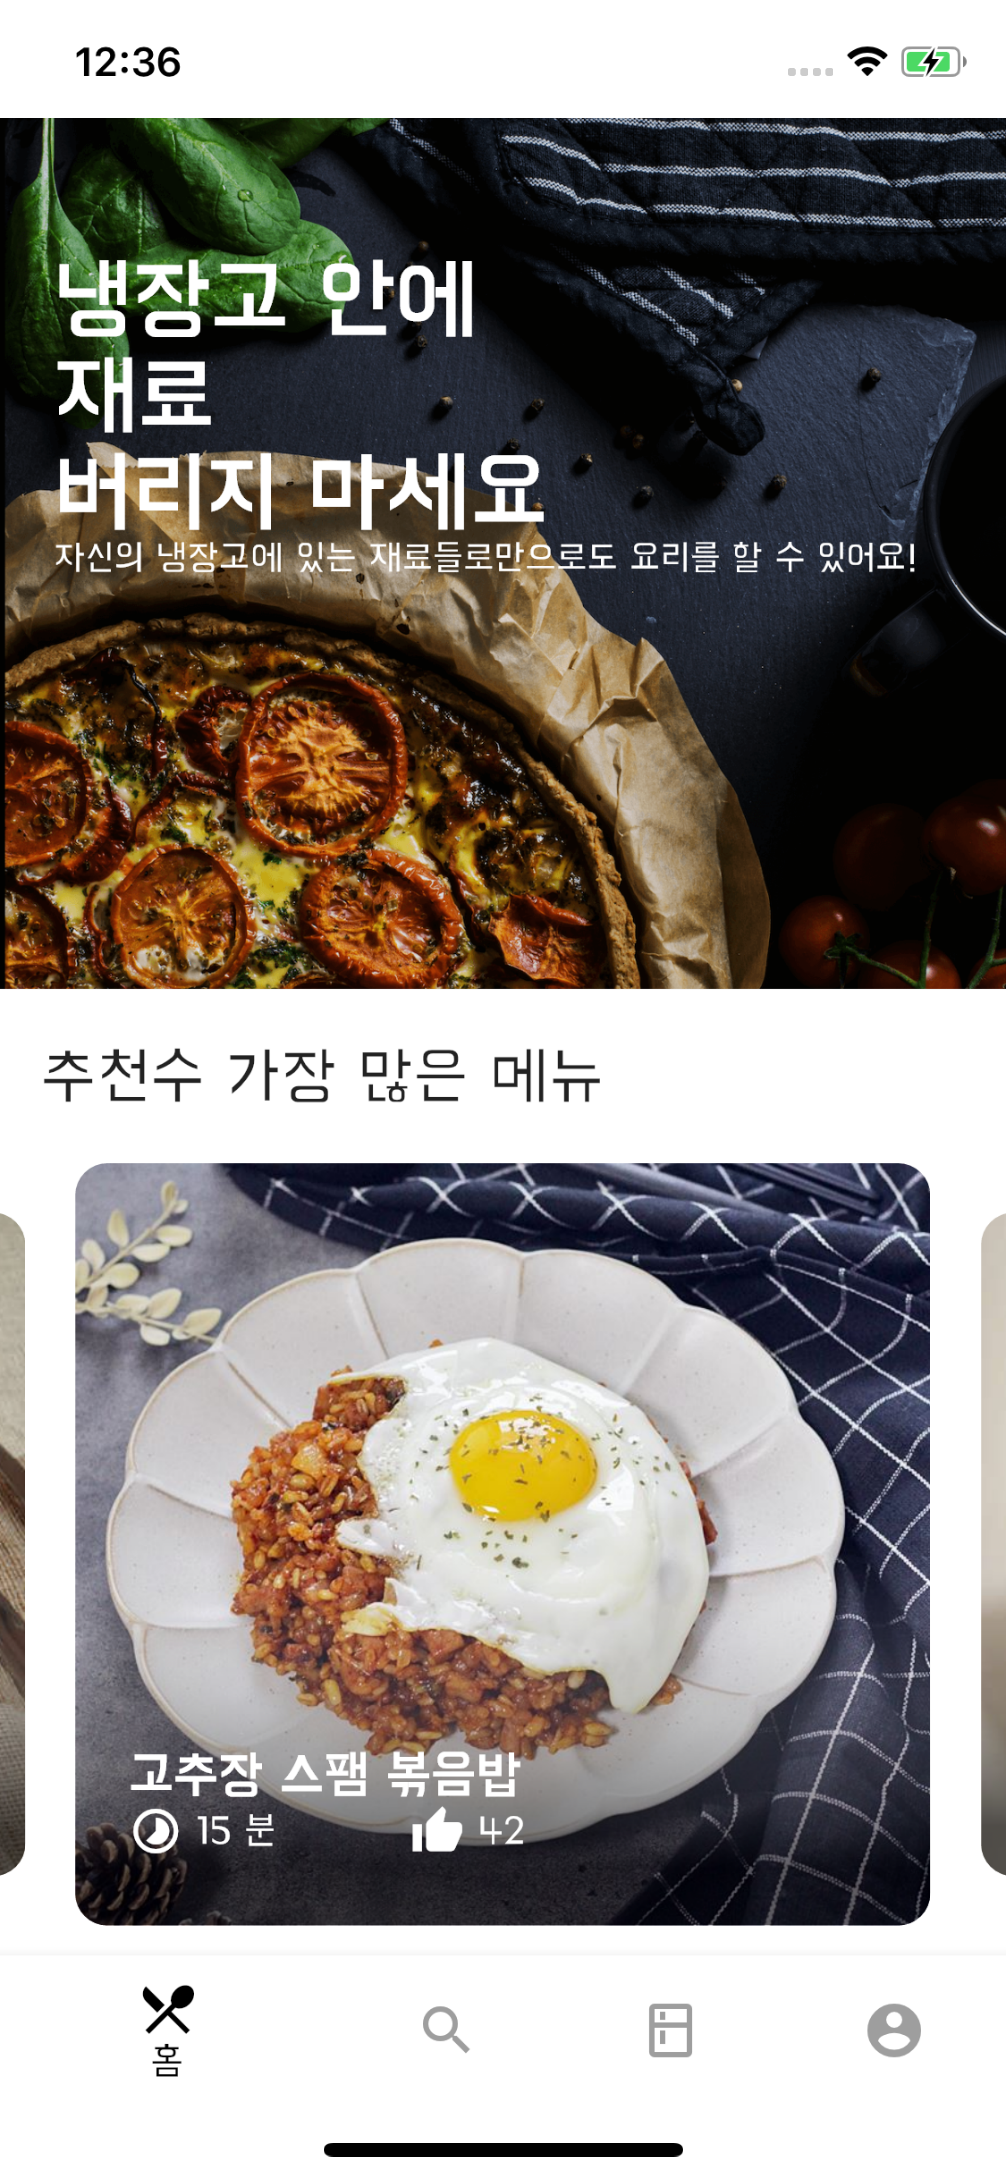 12:36
냉장고 안에
재료
버리지 마세요
자신의 냉장고에 있는 재료들로만으로도 요리를 할 수 있어요!
추천수 가장 많은 메뉴
고추장 스팸 볶음밥
15 분 42
홈